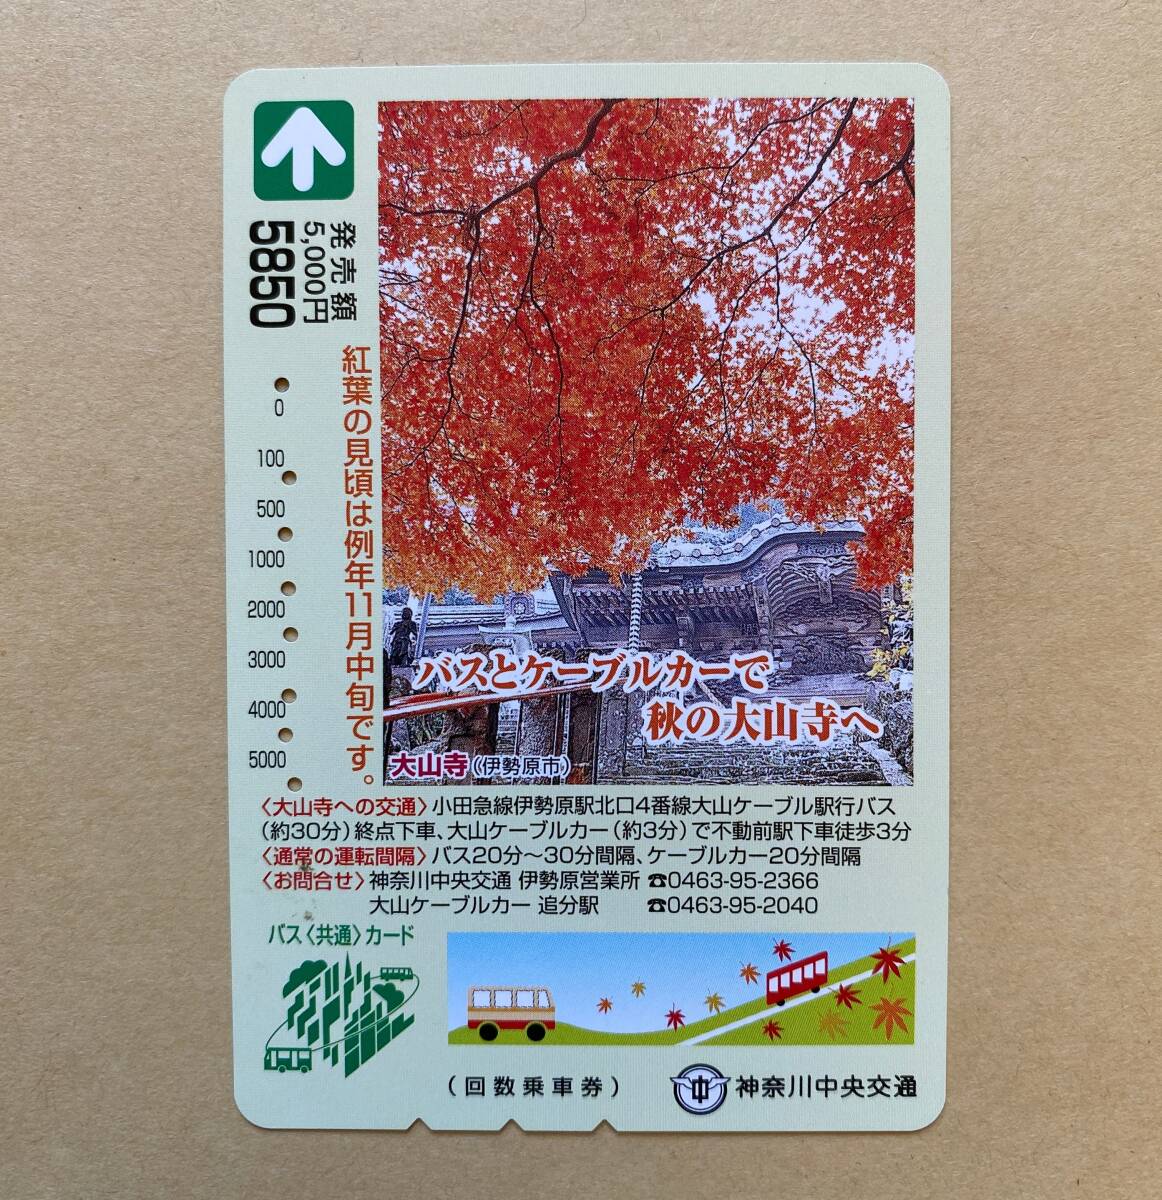 発売額
5,000円
5850
0
100
500
1000
2000
3000
4000
5000
紅葉の見頃は例年11月中旬です。
バスとケーブルカーで
秋の大山寺へ
大山寺(伊勢原市)
〈大山寺への交通〉小田急線伊勢原駅北口4番線大山ケーブル駅行バス
(約30分)終点下車、大山ケーブルカー(約3分)で不動前駅下車徒歩3分
〈通常の運転間隔〉バス20分〜30分間隔、ケーブルカー20分間隔
〈お問合せ〉神奈川中央交通 伊勢原営業所 ☎0463-95-2366
大山ケーブルカー 追分駅 ☎0463-95-2040
バス〈共通〉カード
(回数乗車券)
中 神奈川中央交通